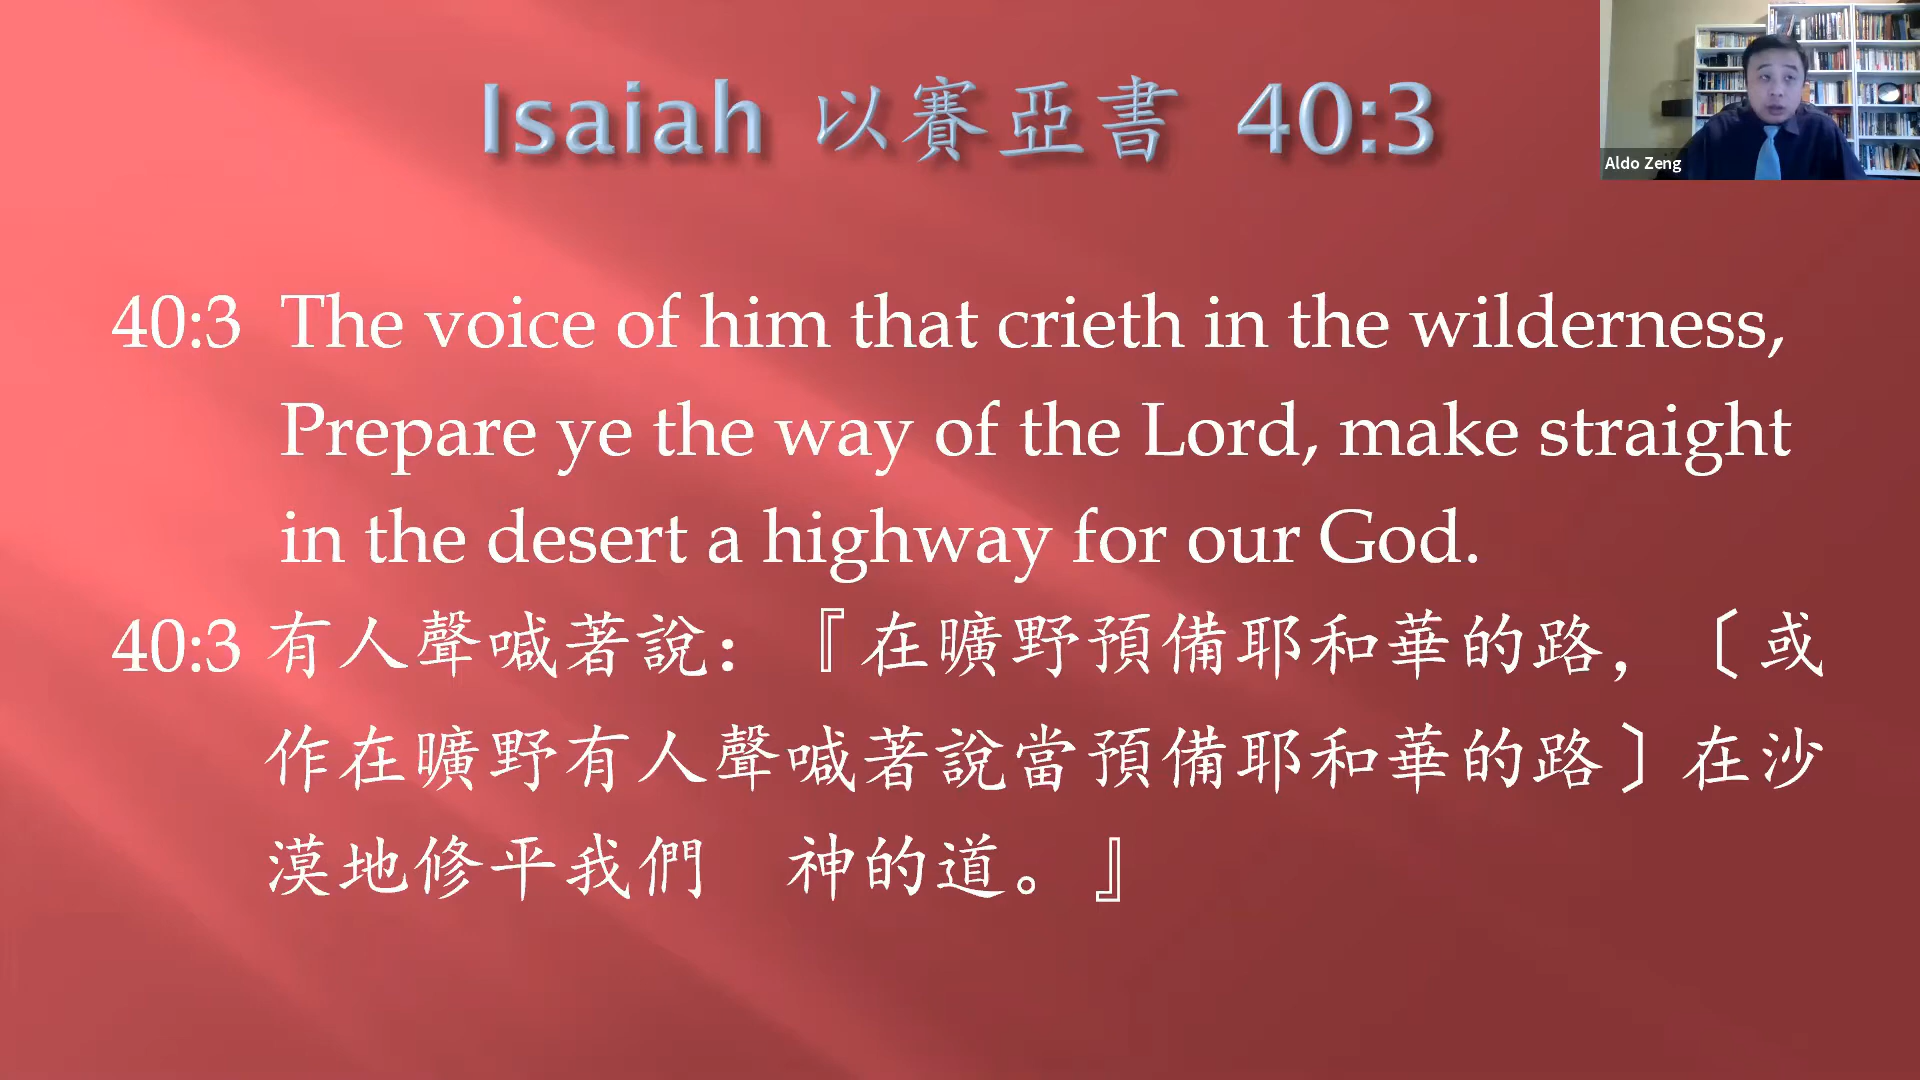 Isaiah 以賽亞書 40:3
Aldo Zeng
40:3 The voice of him that crieth in the wilderness,
Prepare ye the way of the Lord, make straight
in the desert a highway for our God.
40:3 有人聲喊著說：『在曠野預備耶和華的路，〔或
作在曠野有人聲喊著說當預備耶和華的路〕在沙
漠地修平我們　神的道。』